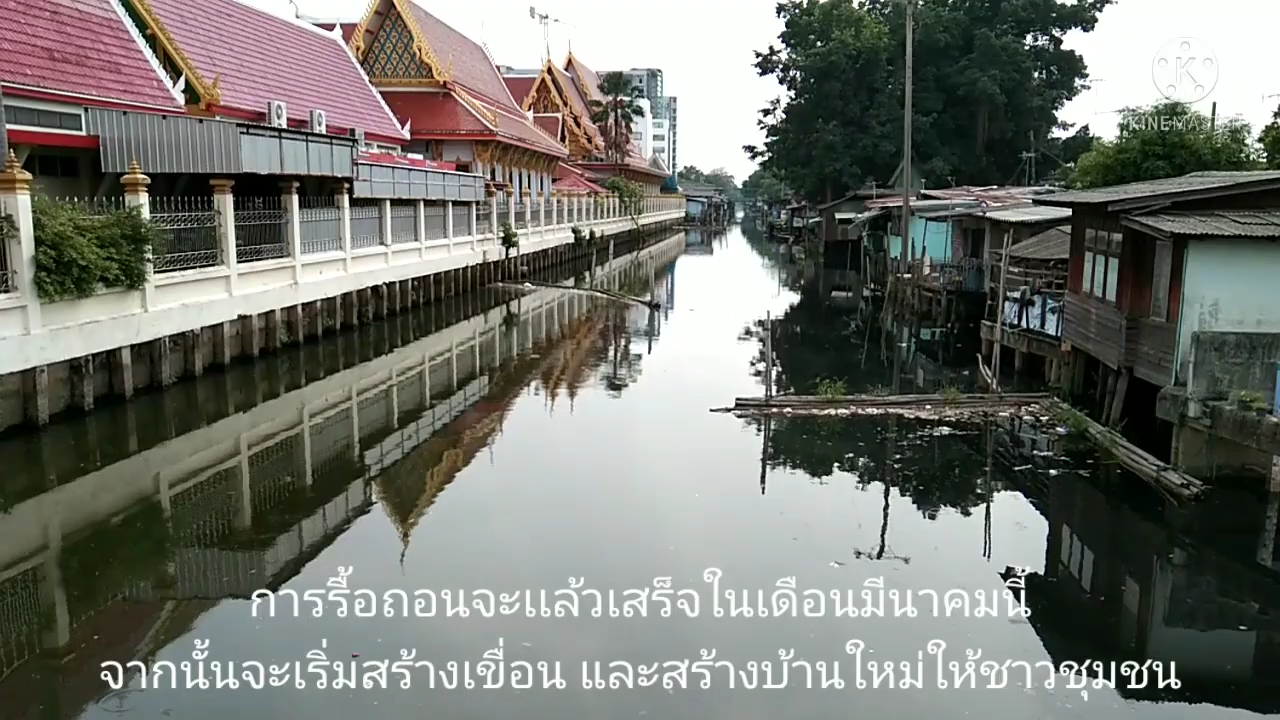 KINEMASTER
การรื้อถอนจะแล้วเสร็จในเดือนมีนาคมนี้
จากนั้นจะเริ่มสร้างเขื่อน และสร้างบ้านใหม่ให้ชาวชุมชน